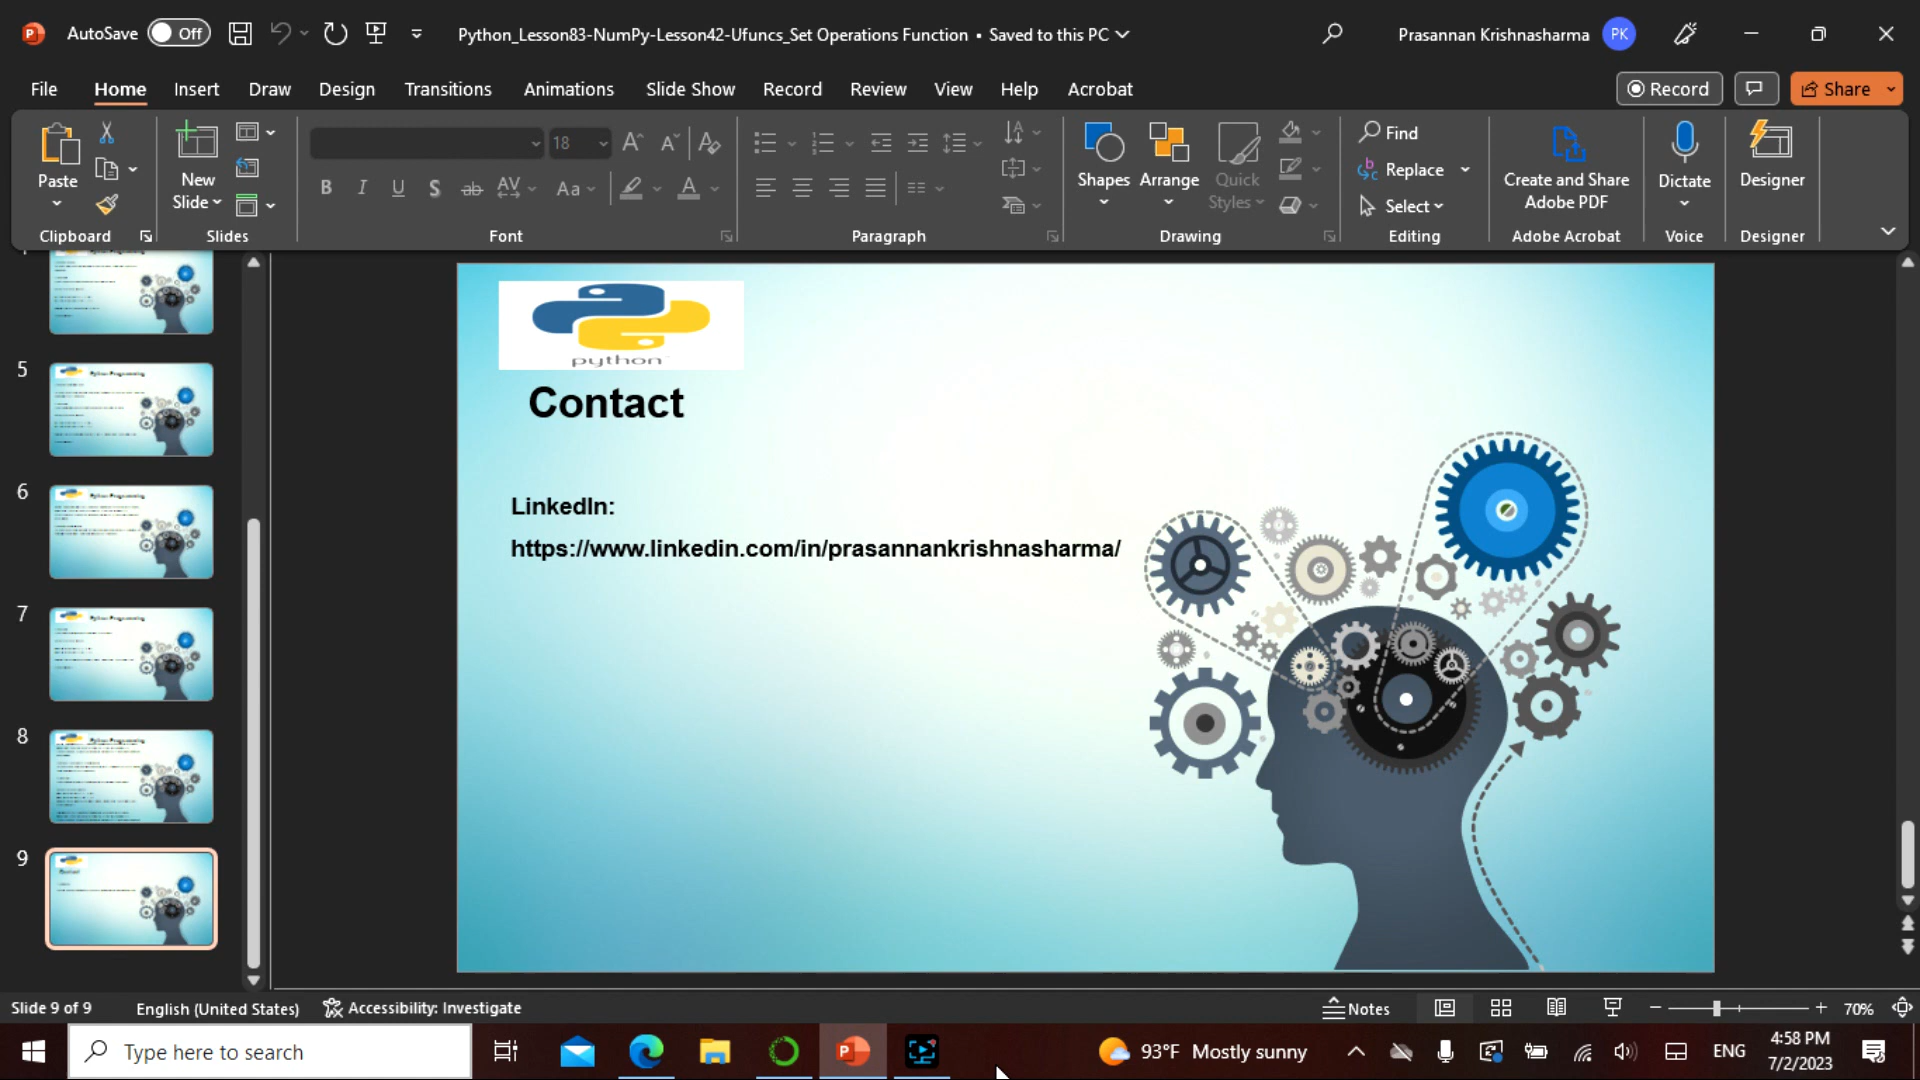 AutoSave Off
Python_Lesson83-NumPy-Lesson42-Ufuncs_Set Operations Function • Saved to this PC
Prasannan Krishnasharma PK
File Home Insert Draw Design Transitions Animations Slide Show Record Review View Help Acrobat
Record Share
Paste
New Slide
18
B I U S ab AV Aa A
Shapes Arrange Quick Styles
Find
Replace
Select
Create and Share Adobe PDF
Dictate
Designer
Clipboard Slides Font Paragraph Drawing Editing Adobe Acrobat Voice Designer
python
Contact
LinkedIn:
https://www.linkedin.com/in/prasannankrishnasharma/
5
6
7
8
9
Slide 9 of 9 English (United States) Accessibility: Investigate Notes 70%
Type here to search
93°F Mostly sunny
ENG
4:58 PM
7/2/2023